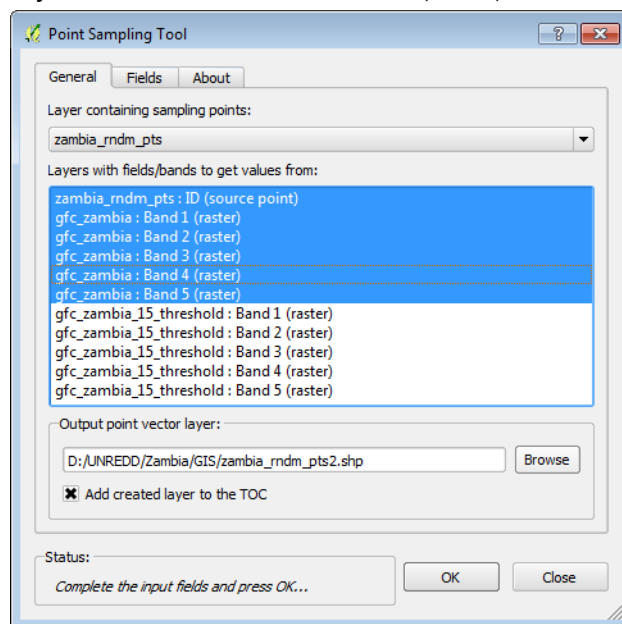 Point Sampling Tool
General Fields About
Layer containing sampling points:
zambia_rndm_pts
Layers with fields/bands to get values from:
zambia_rndm_pts : ID (source point)
gfc_zambia : Band 1 (raster)
gfc_zambia : Band 2 (raster)
gfc_zambia : Band 3 (raster)
gfc_zambia : Band 4 (raster)
gfc_zambia : Band 5 (raster)
gfc_zambia_15_threshold : Band 1 (raster)
gfc_zambia_15_threshold : Band 2 (raster)
gfc_zambia_15_threshold : Band 3 (raster)
gfc_zambia_15_threshold : Band 4 (raster)
gfc_zambia_15_threshold : Band 5 (raster)
Output point vector layer:
D:/UNREDD/Zambia/GIS/zambia_rndm_pts2.shp Browse
Add created layer to the TOC
Status:
Complete the input fields and press OK... OK Close